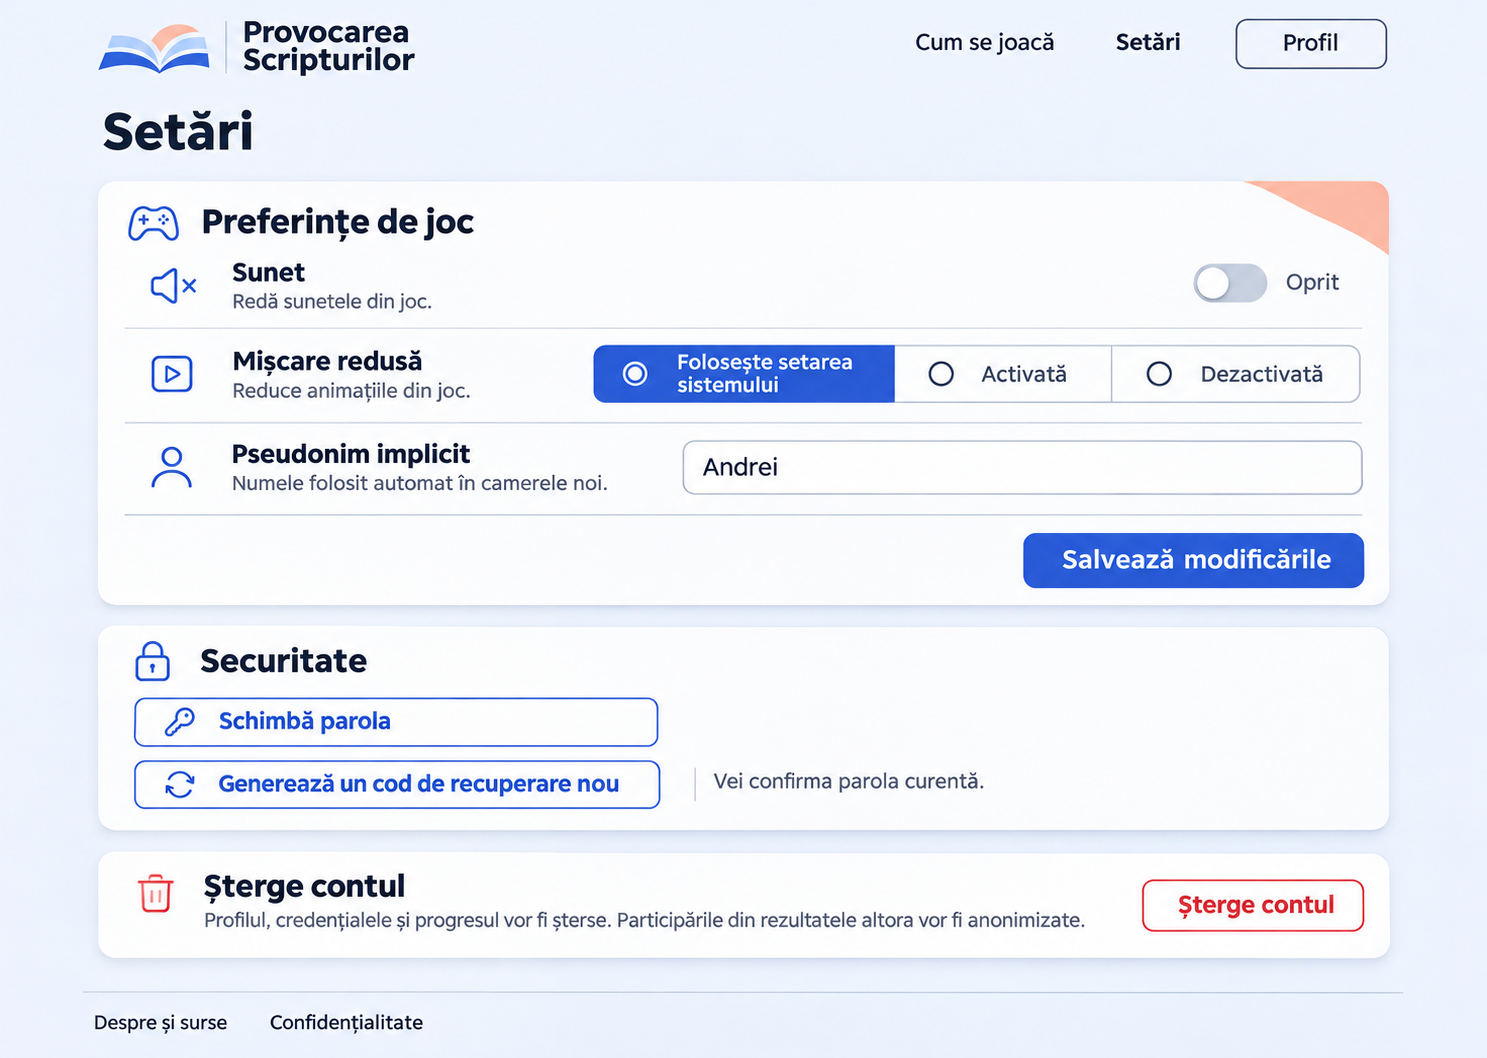 Provocarea
Scripturilor
Cum se joacă
Setări
Profil
Setări
Preferințe de joc
Sunet
Redă sunetele din joc.
Oprit
Mișcare redusă
Reduce animațiile din joc.
Folosește setarea
sistemului
Activată
Dezactivată
Pseudonim implicit
Numele folosit automat în camerele noi.
Andrei
Salvează modificările
Securitate
Schimbă parola
Generează un cod de recuperare nou
Vei confirma parola curentă.
Șterge contul
Profilul, credențialele și progresul vor fi șterse. Participările din rezultatele altora vor fi anonimizate.
Șterge contul
Despre și surse
Confidențialitate